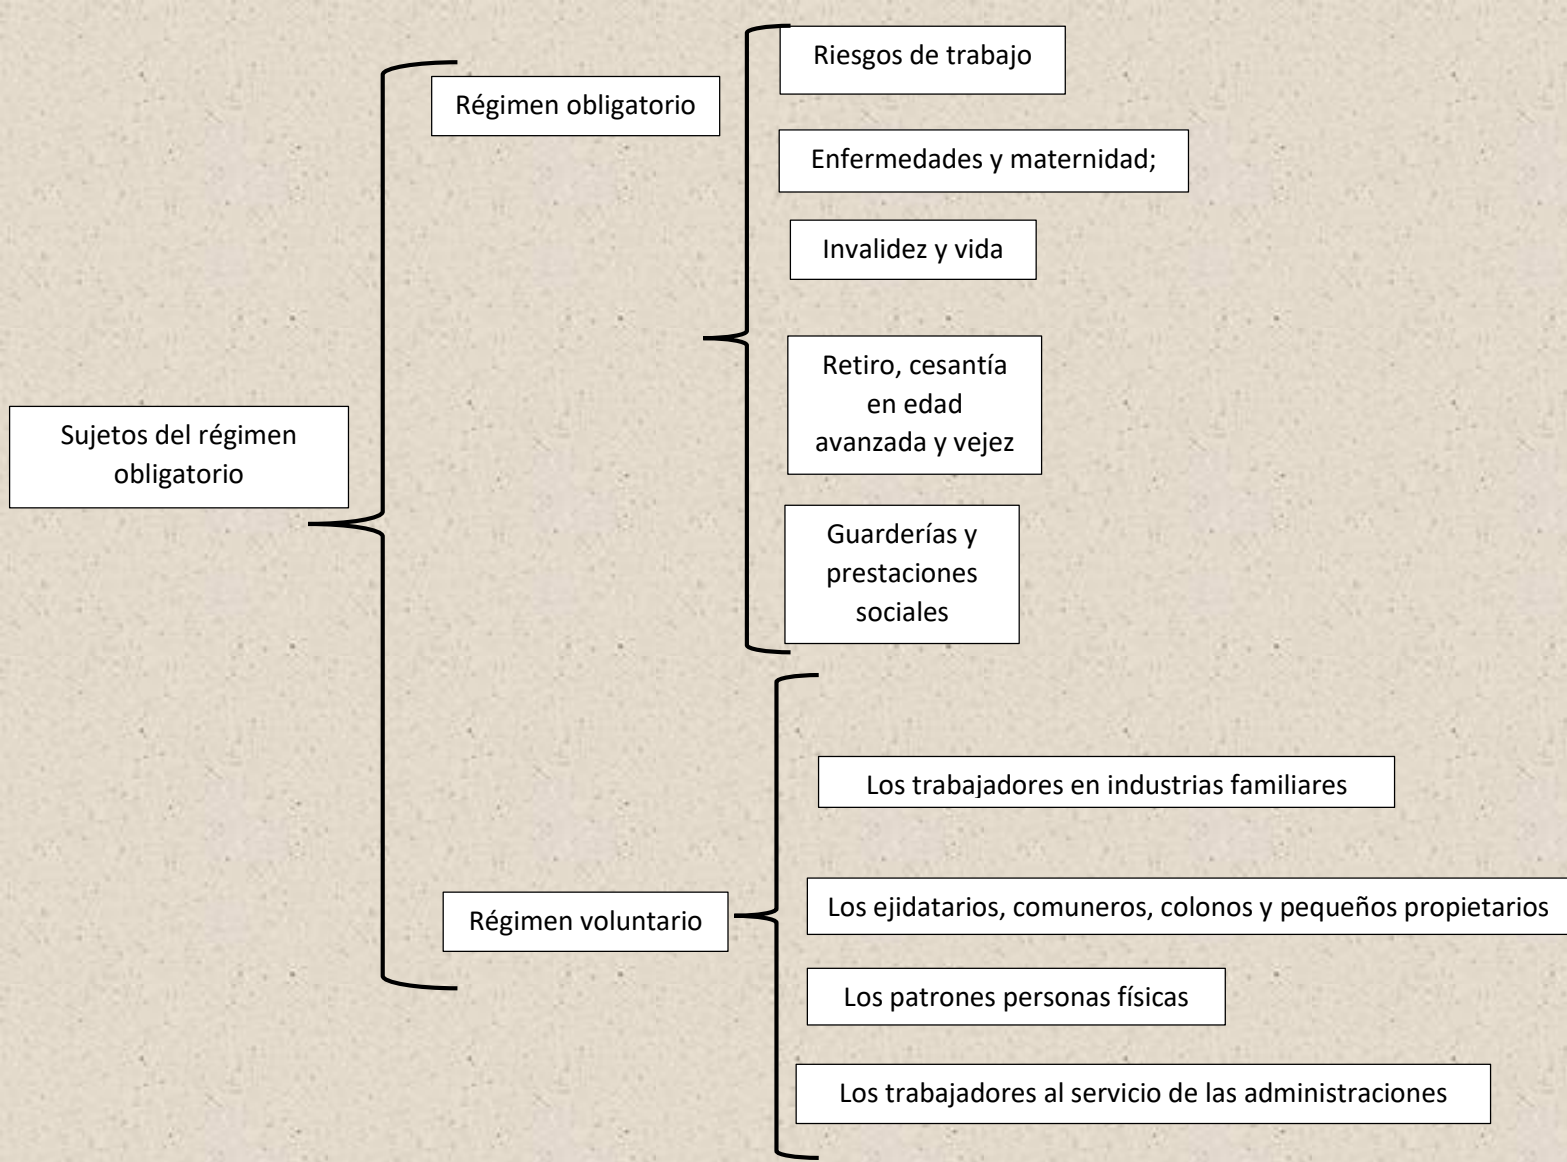 Sujetos del régimen
obligatorio
Régimen obligatorio
Riesgos de trabajo
Enfermedades y maternidad;
Invalidez y vida
Retiro, cesantía
en edad
avanzada y vejez
Guarderías y
prestaciones
sociales
Régimen voluntario
Los trabajadores en industrias familiares
Los ejidatarios, comuneros, colonos y pequeños propietarios
Los patrones personas físicas
Los trabajadores al servicio de las administraciones